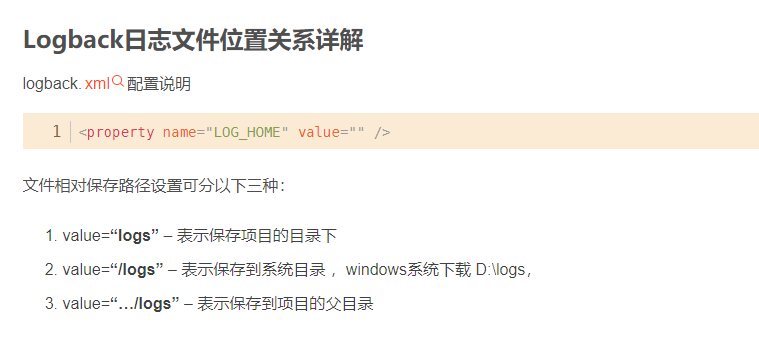 Logback日志文件位置关系详解
logback. xml 配置说明
1 <property name="LOG_HOME" value="" />
文件相对保存路径设置可分以下三种：
1. value=“logs” – 表示保存项目的目录下
2. value=“/logs” – 表示保存到系统目录 ，windows系统下载 D:\logs，
3. value=“…/logs” – 表示保存到项目的父目录